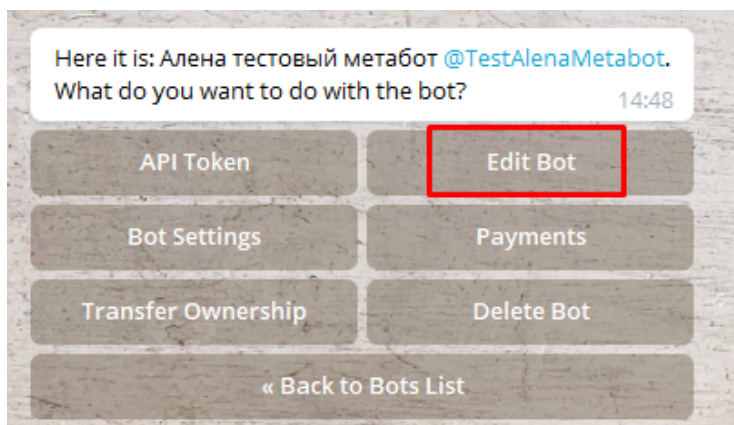 Here it is: Алена тестовый метабот @TestAlenaMetabot.
What do you want to do with the bot?
14:48
API Token
Edit Bot
Bot Settings
Payments
Transfer Ownership
Delete Bot
« Back to Bots List